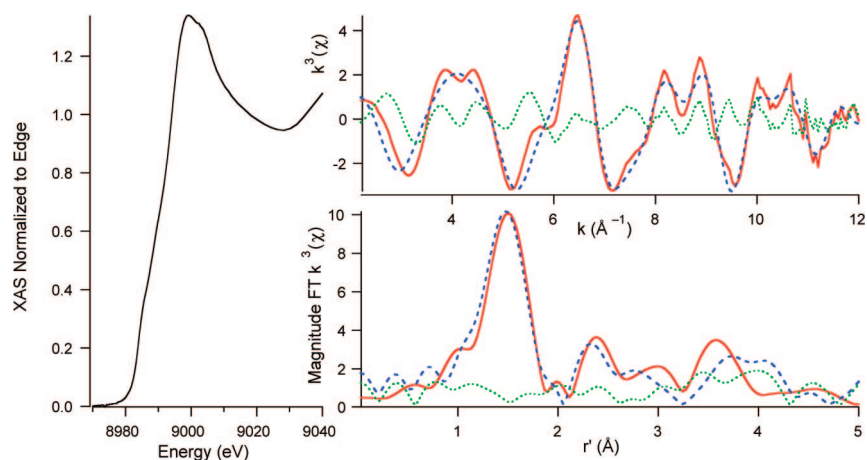 XAS Normalized to Edge
1.2
1.0
0.8
0.6
0.4
0.2
0.0
8980 9000 9020 9040
Energy (eV)
k³(χ)
4
2
0
-2
4 6 8 10 12
k (Å⁻¹)
Magnitude FT k³(χ)
10
8
6
4
2
0
1 2 3 4 5
r' (Å)